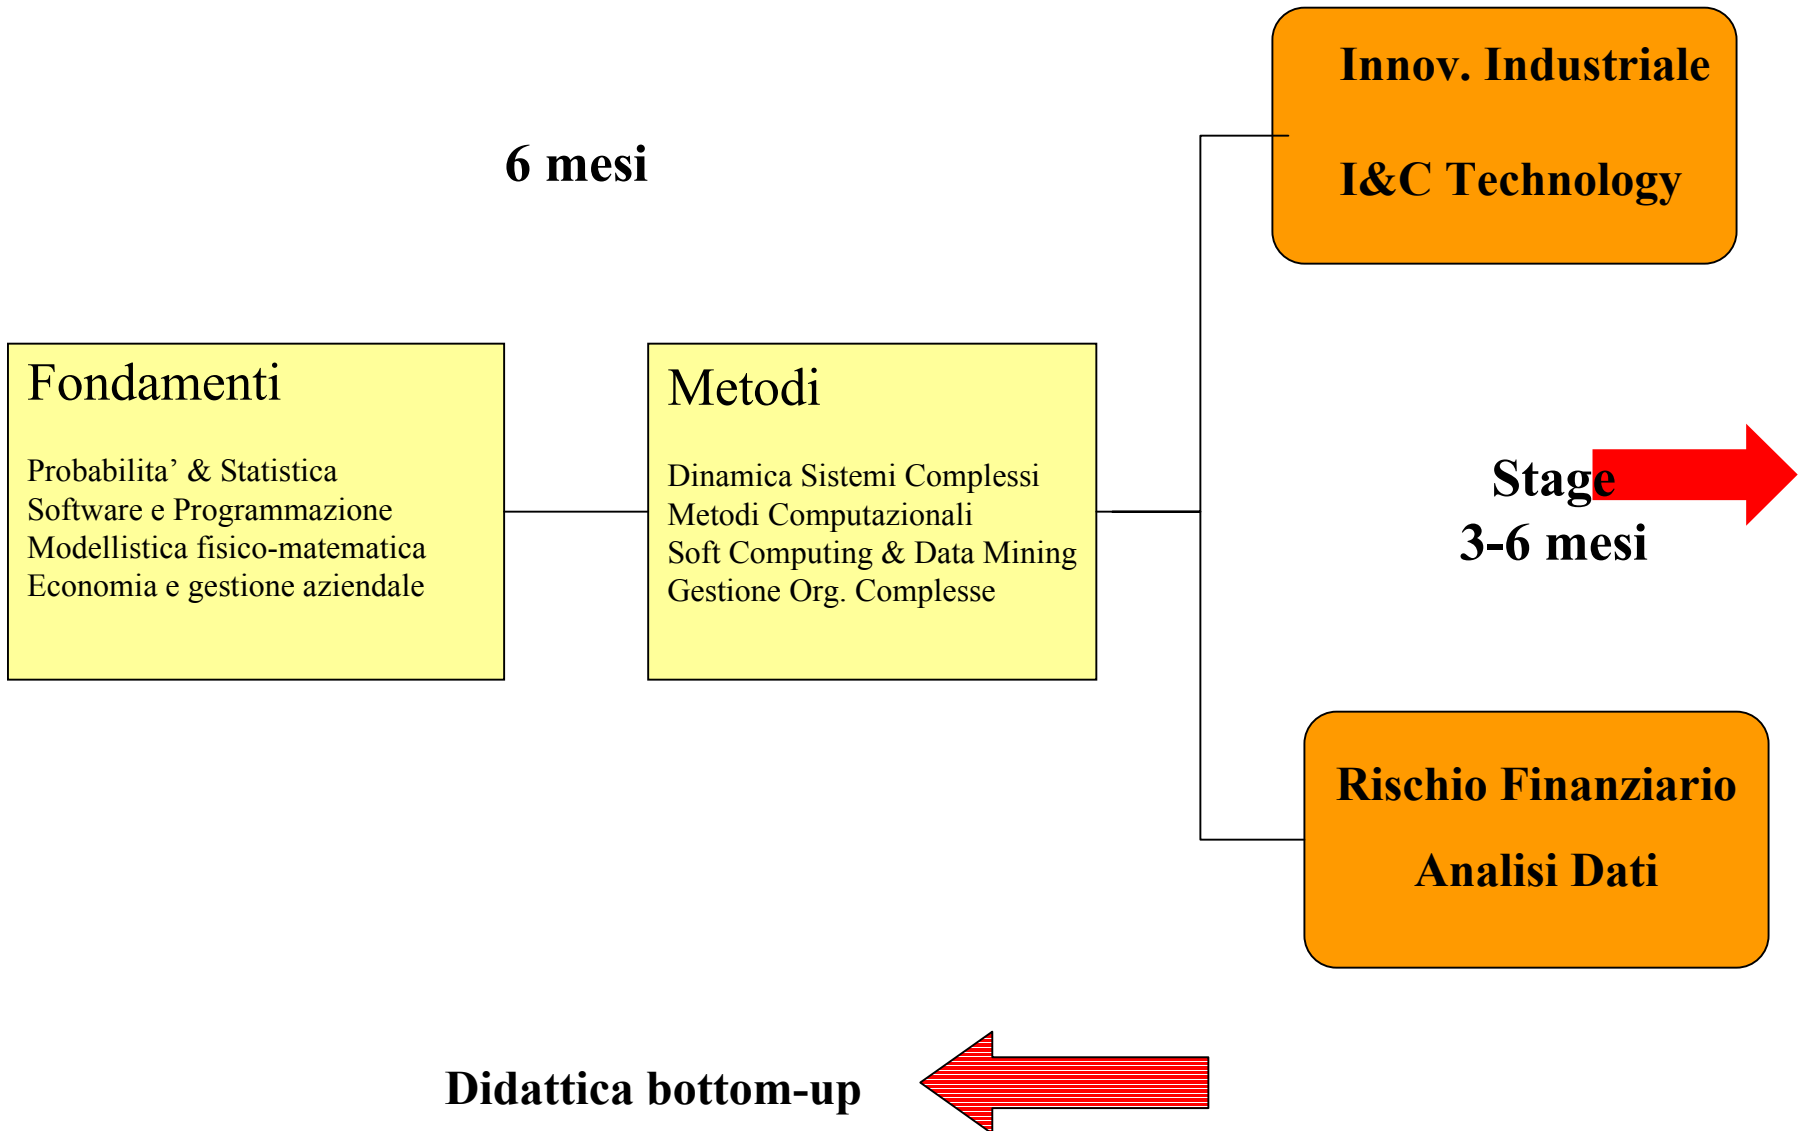 6 mesi
Innov. Industriale
I&C Technology
Fondamenti
Probabilita’ & Statistica
Software e Programmazione
Modellistica fisico-matematica
Economia e gestione aziendale
Metodi
Dinamica Sistemi Complessi
Metodi Computazionali
Soft Computing & Data Mining
Gestione Org. Complesse
Stage
3-6 mesi
Rischio Finanziario
Analisi Dati
Didattica bottom-up